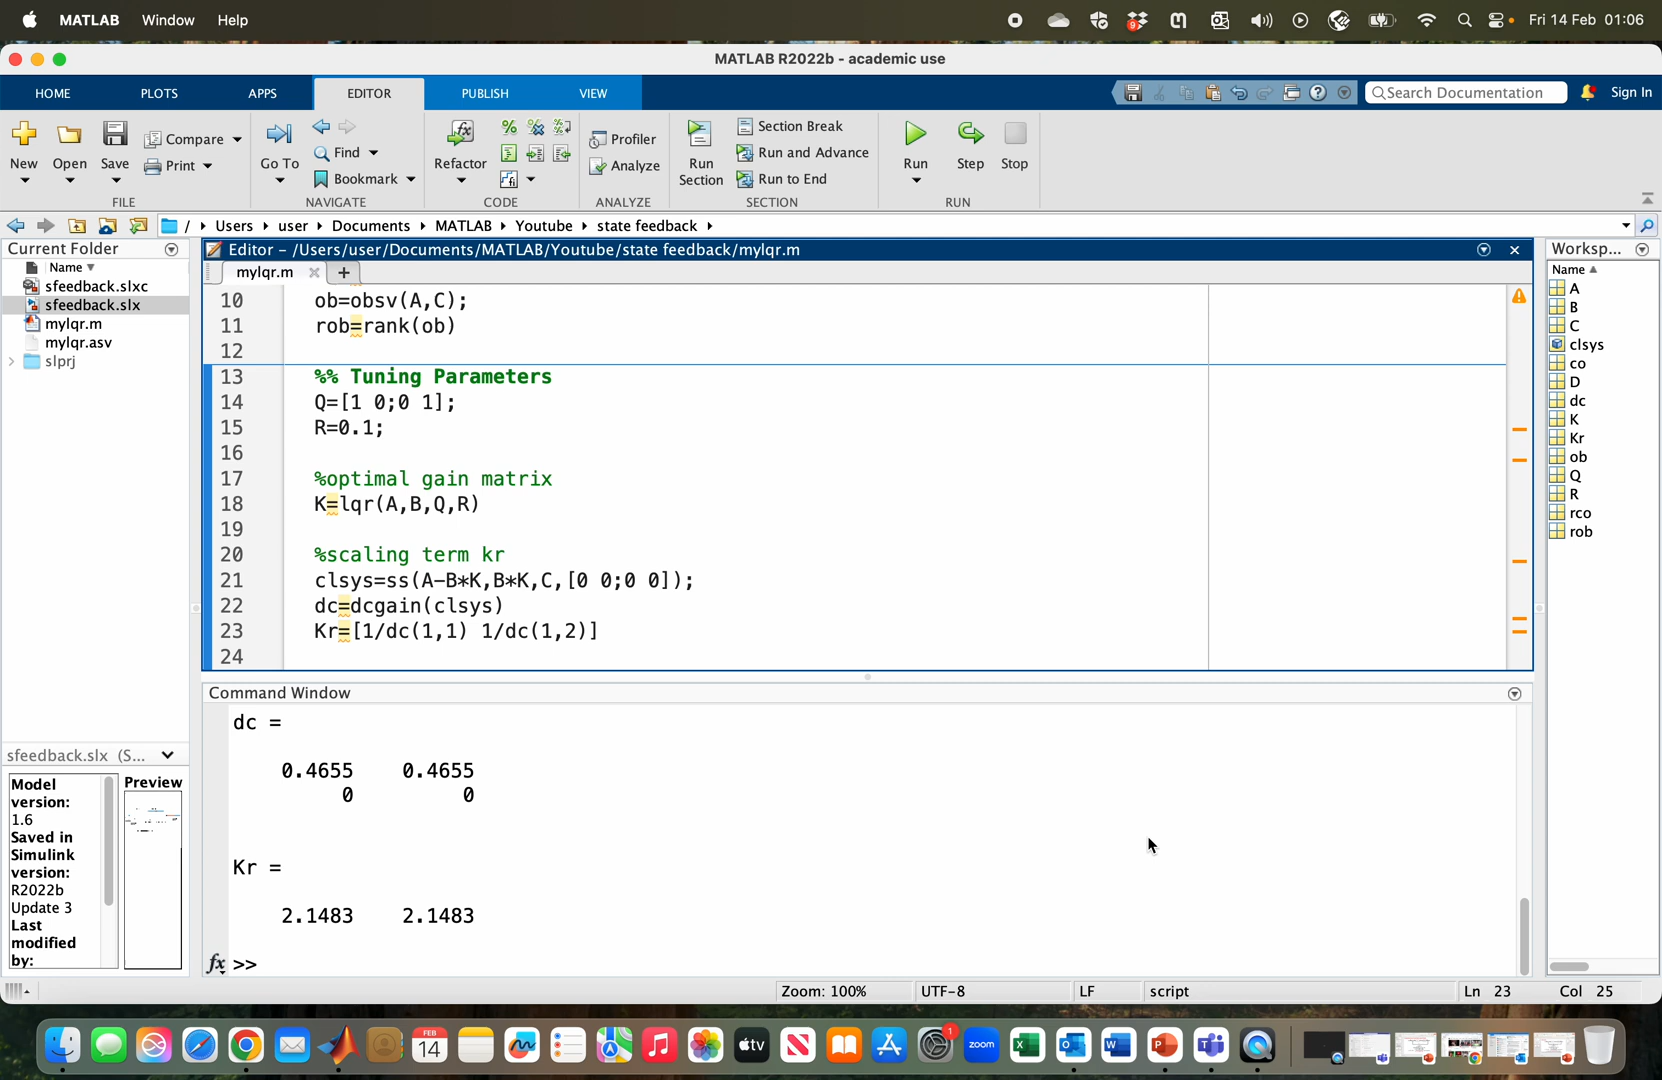 MATLAB Window Help
9
Fri 14 Feb 01:06
MATLAB R2022b - academic use
HOME PLOTS APPS EDITOR PUBLISH VIEW
Search Documentation
Sign In
New Open Save Compare Print
FILE
Go To Find Bookmark
NAVIGATE
Refactor
CODE
Profiler
Analyze
ANALYZE
Run Section
Section Break
Run and Advance
Run to End
SECTION
Run Step Stop
RUN
/ Users user Documents MATLAB Youtube state feedback
Current Folder
Name
sfeedback.slxc
sfeedback.slx
mylqr.m
mylqr.asv
slprj
Editor - /Users/user/Documents/MATLAB/Youtube/state feedback/mylqr.m
mylqr.m
10 ob=obsv(A,C);
11 rob=rank(ob)
12
13 %% Tuning Parameters
14 Q=[1 0;0 1];
15 R=0.1;
16
17 %optimal gain matrix
18 K=lqr(A,B,Q,R)
19
20 %scaling term kr
21 clsys=ss(A-B*K,B*K,C,[0 0;0 0]);
22 dc=dcgain(clsys)
23 Kr=[1/dc(1,1) 1/dc(1,2)]
24
Worksp...
Name
A
B
C
clsys
co
D
dc
K
Kr
ob
Q
R
rco
rob
Command Window
dc =
0.4655 0.4655
0 0
Kr =
2.1483 2.1483
fx >>
sfeedback.slx (S...
Model version:
1.6
Saved in Simulink version:
R2022b
Update 3
Last modified by:
Preview
Zoom: 100% UTF-8 LF script Ln 23 Col 25
FEB
14
tv
1
zoom